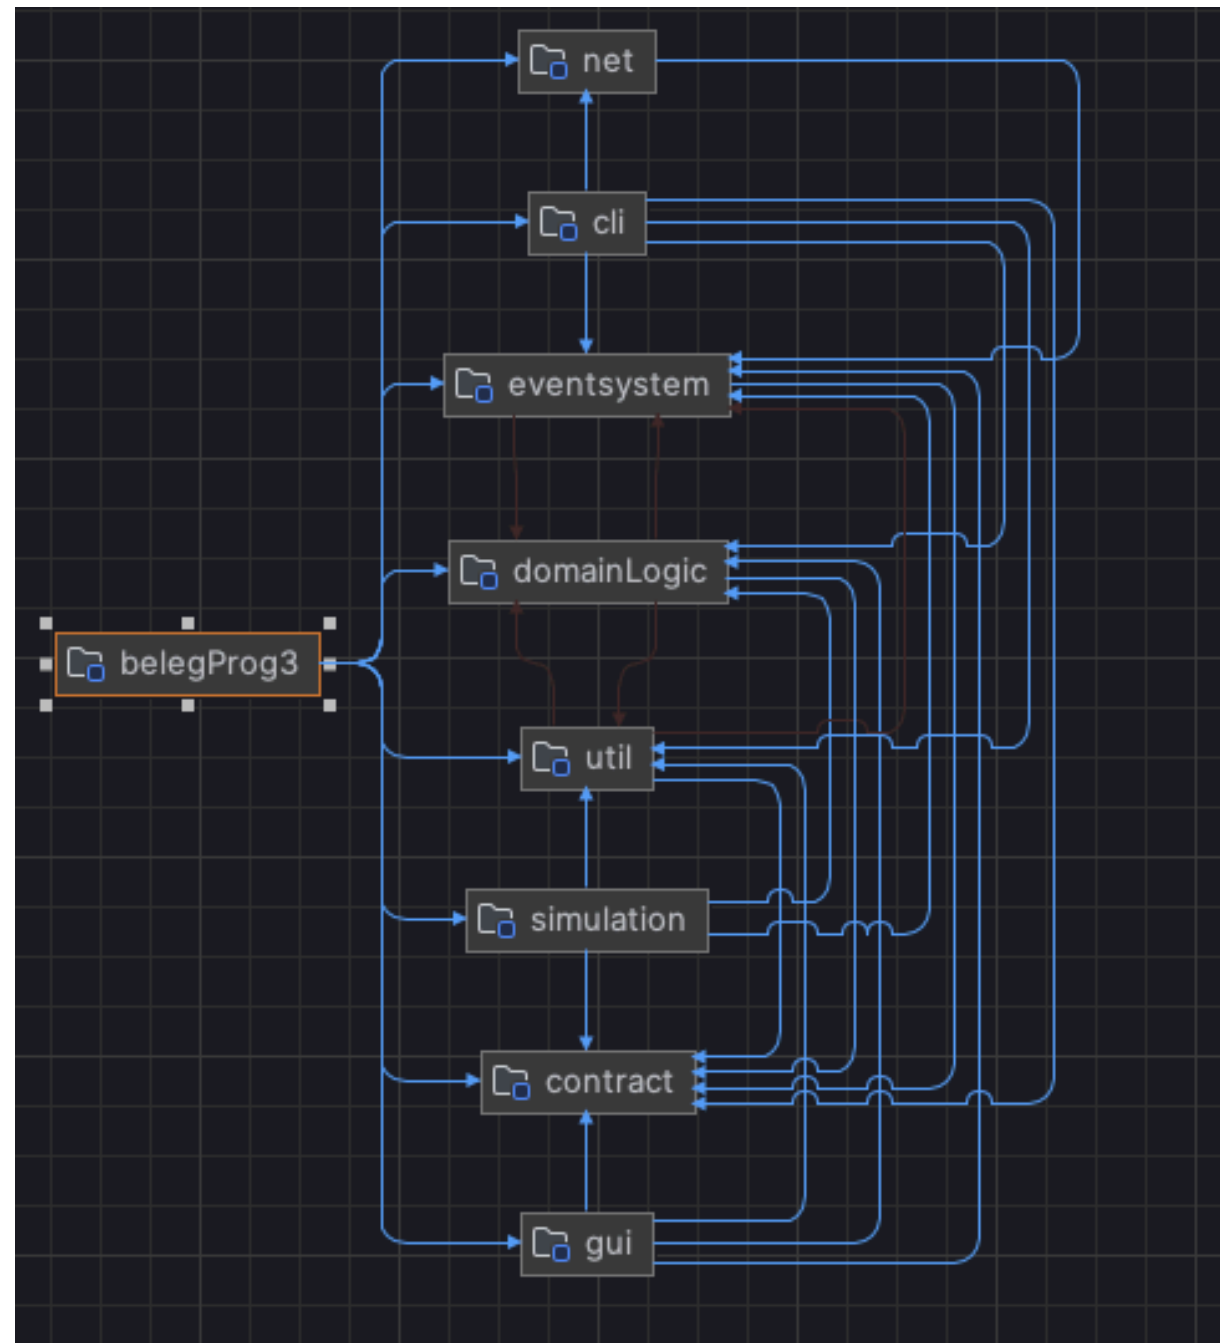 net
cli
eventsystem
domainLogic
belegProg3
util
simulation
contract
gui